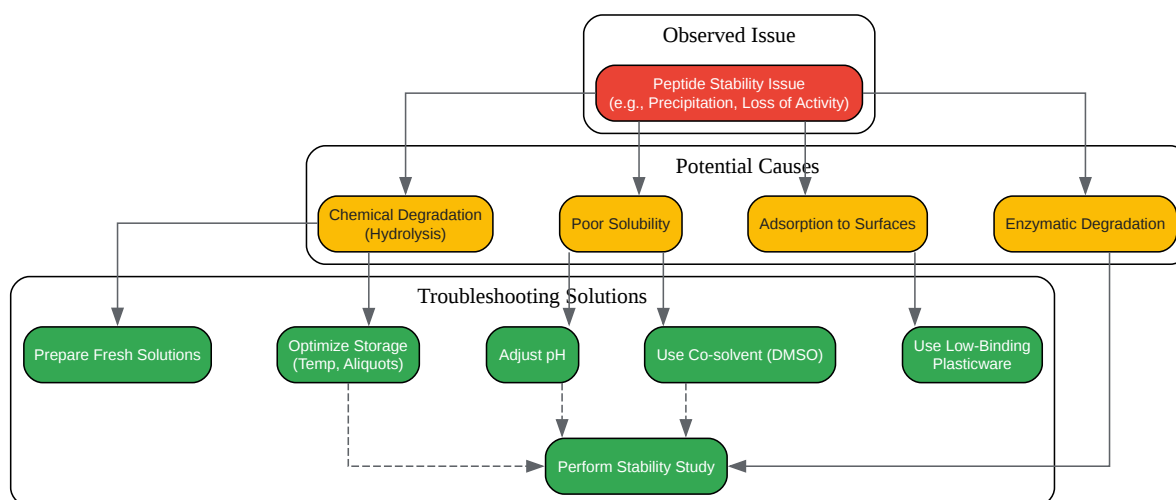 Observed Issue
Peptide Stability Issue
(e.g., Precipitation, Loss of Activity)
Potential Causes
Chemical Degradation
(Hydrolysis)
Poor Solubility
Adsorption to Surfaces
Enzymatic Degradation
Troubleshooting Solutions
Prepare Fresh Solutions
Optimize Storage
(Temp, Aliquots)
Adjust pH
Use Co-solvent (DMSO)
Use Low-Binding
Plasticware
Perform Stability Study